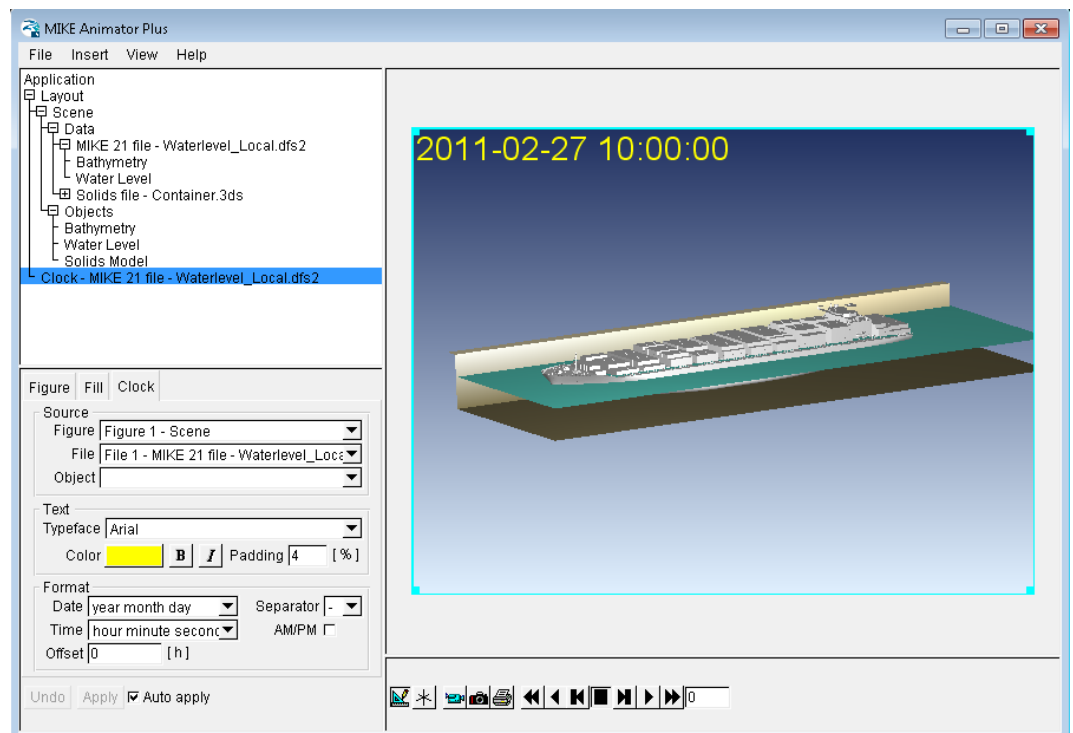 MIKE Animator Plus
File Insert View Help
Application
Layout
Scene
Data
MIKE 21 file - Waterlevel_Local.dfs2
Bathymetry
Water Level
Solids file - Container.3ds
Objects
Bathymetry
Water Level
Solids Model
Clock - MIKE 21 file - Waterlevel_Local.dfs2
2011-02-27 10:00:00
Figure Fill Clock
Source
Figure Figure 1 - Scene
File File 1 - MIKE 21 file - Waterlevel_Loca
Object
Text
Typeface Arial
Color B I Padding 4 [%]
Format
Date year month day Separator -
Time hour minute second AM/PM
Offset 0 [h]
Undo Apply Auto apply
0